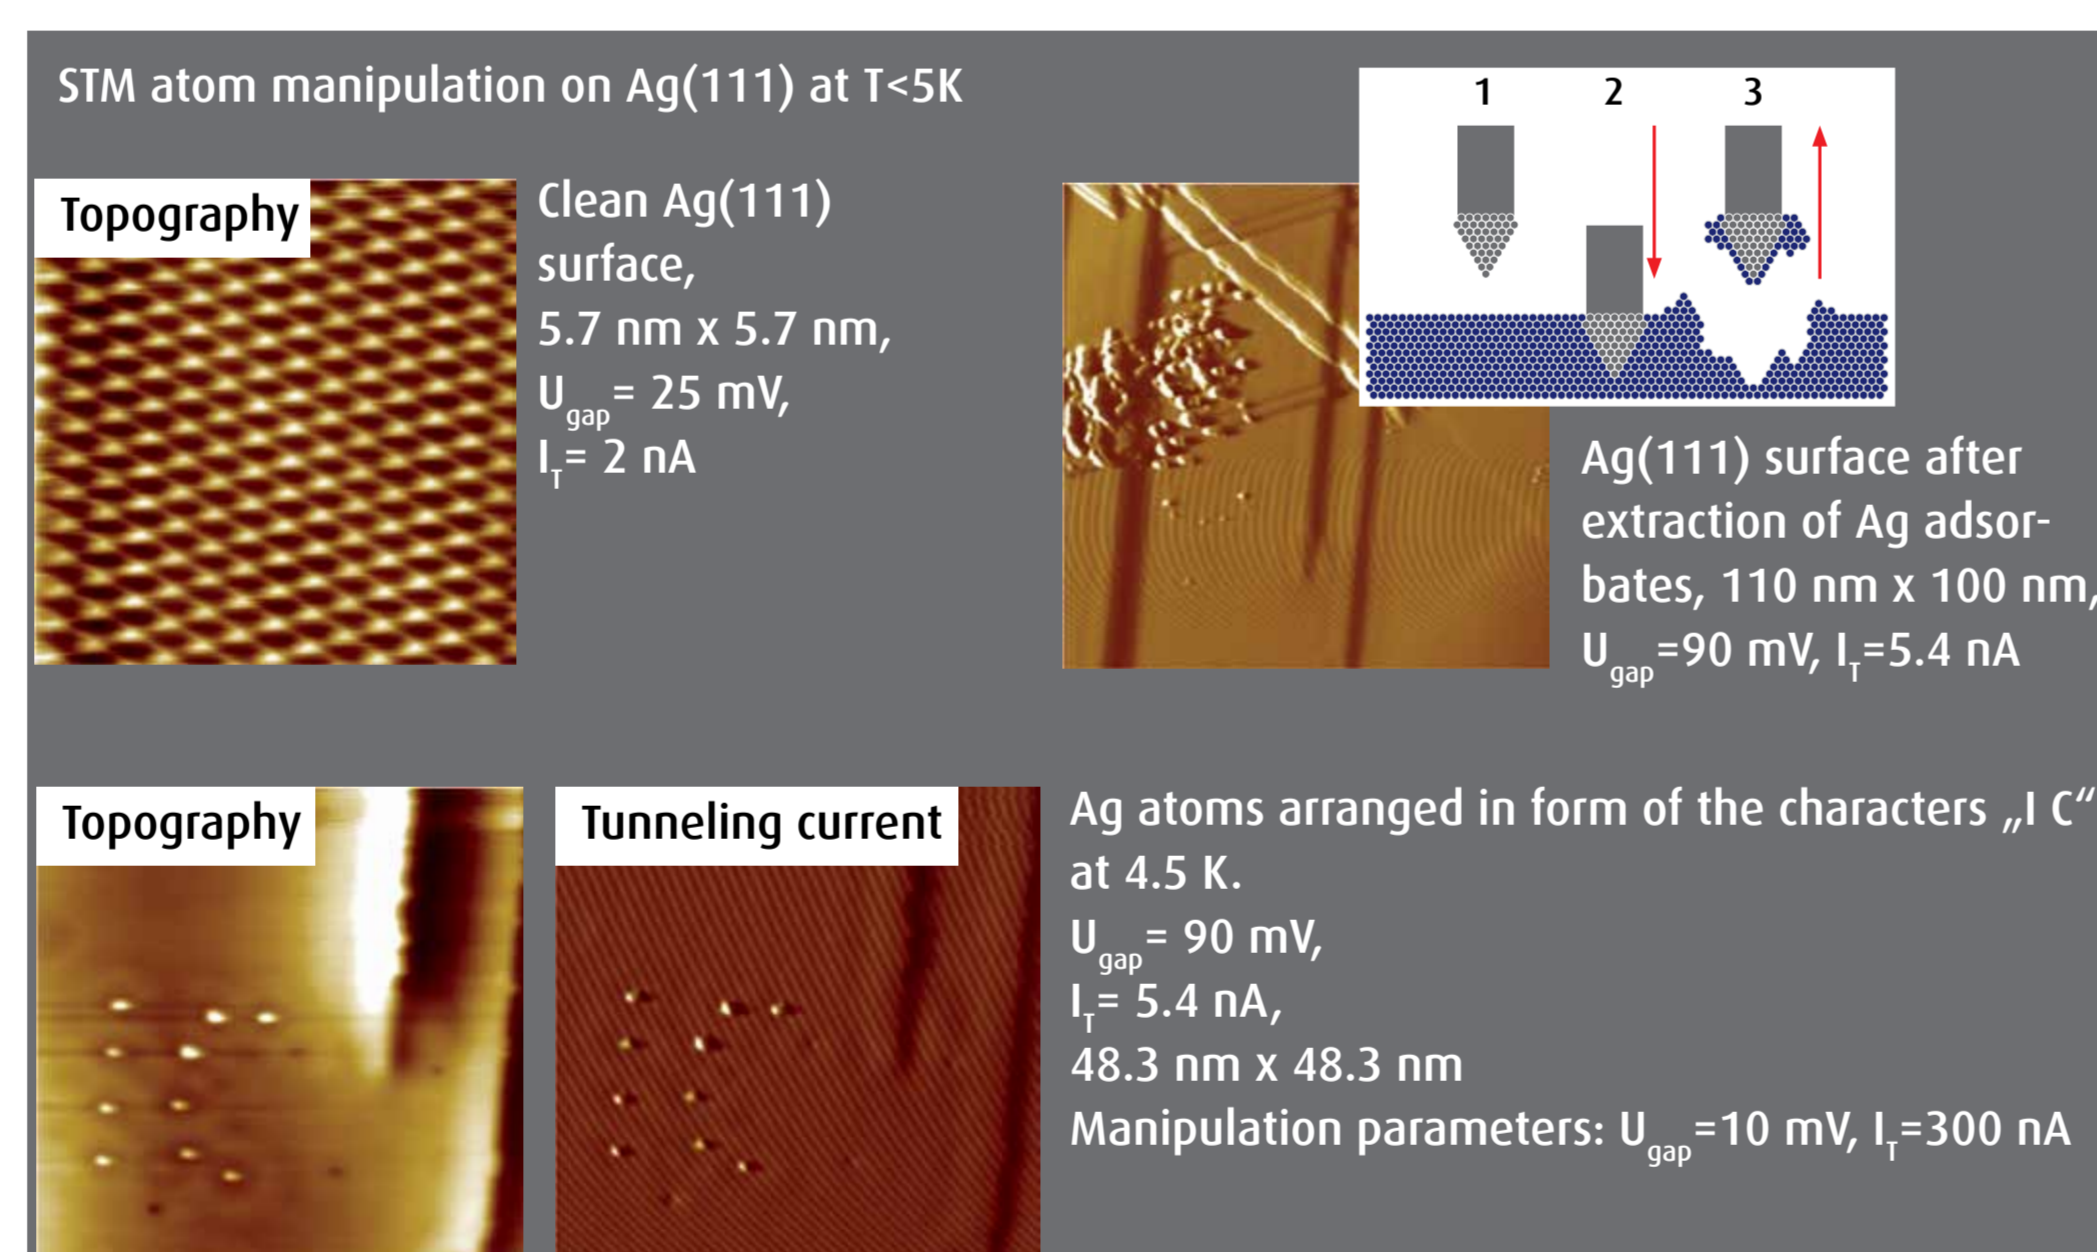 STM atom manipulation on Ag(111) at T<5K
Topography
Clean Ag(111)
surface,
5.7 nm x 5.7 nm,
Ugap= 25 mV,
IT= 2 nA
1 2 3
Ag(111) surface after
extraction of Ag adsor-
bates, 110 nm x 100 nm,
Ugap=90 mV, IT=5.4 nA
Topography
Tunneling current
Ag atoms arranged in form of the characters „I C“
at 4.5 K.
Ugap= 90 mV,
IT= 5.4 nA,
48.3 nm x 48.3 nm
Manipulation parameters: Ugap=10 mV, IT=300 nA